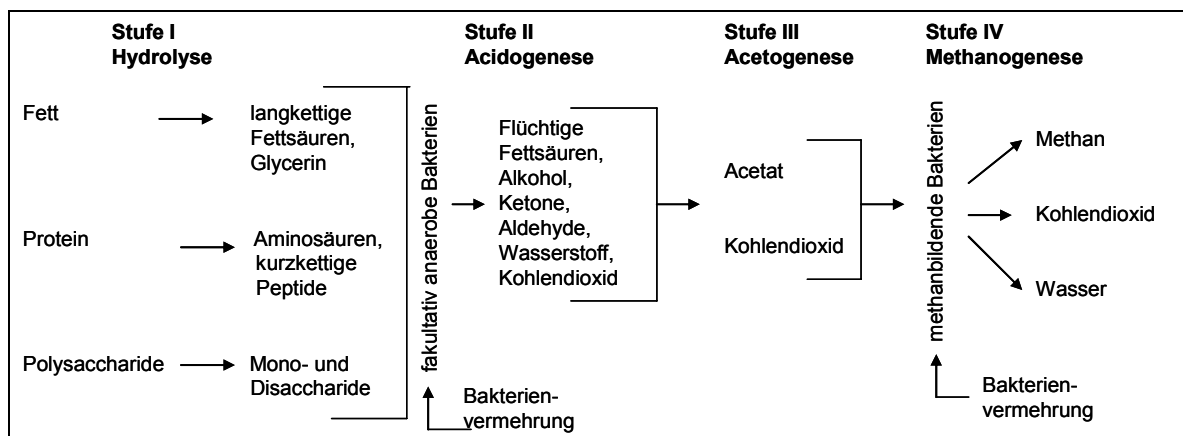 Stufe I
Hydrolyse
Stufe II
Acidogenese
Stufe III
Acetogenese
Stufe IV
Methanogenese
Fett
langkettige
Fettsäuren,
Glycerin
Protein
Aminosäuren,
kurzkettige
Peptide
Polysaccharide
Mono- und
Disaccharide
fakultativ anaerobe Bakterien
Bakterien-
vermehrung
Flüchtige
Fettsäuren,
Alkohol,
Ketone,
Aldehyde,
Wasserstoff,
Kohlendioxid
Acetat
Kohlendioxid
methanbildende Bakterien
Bakterien-
vermehrung
Methan
Kohlendioxid
Wasser